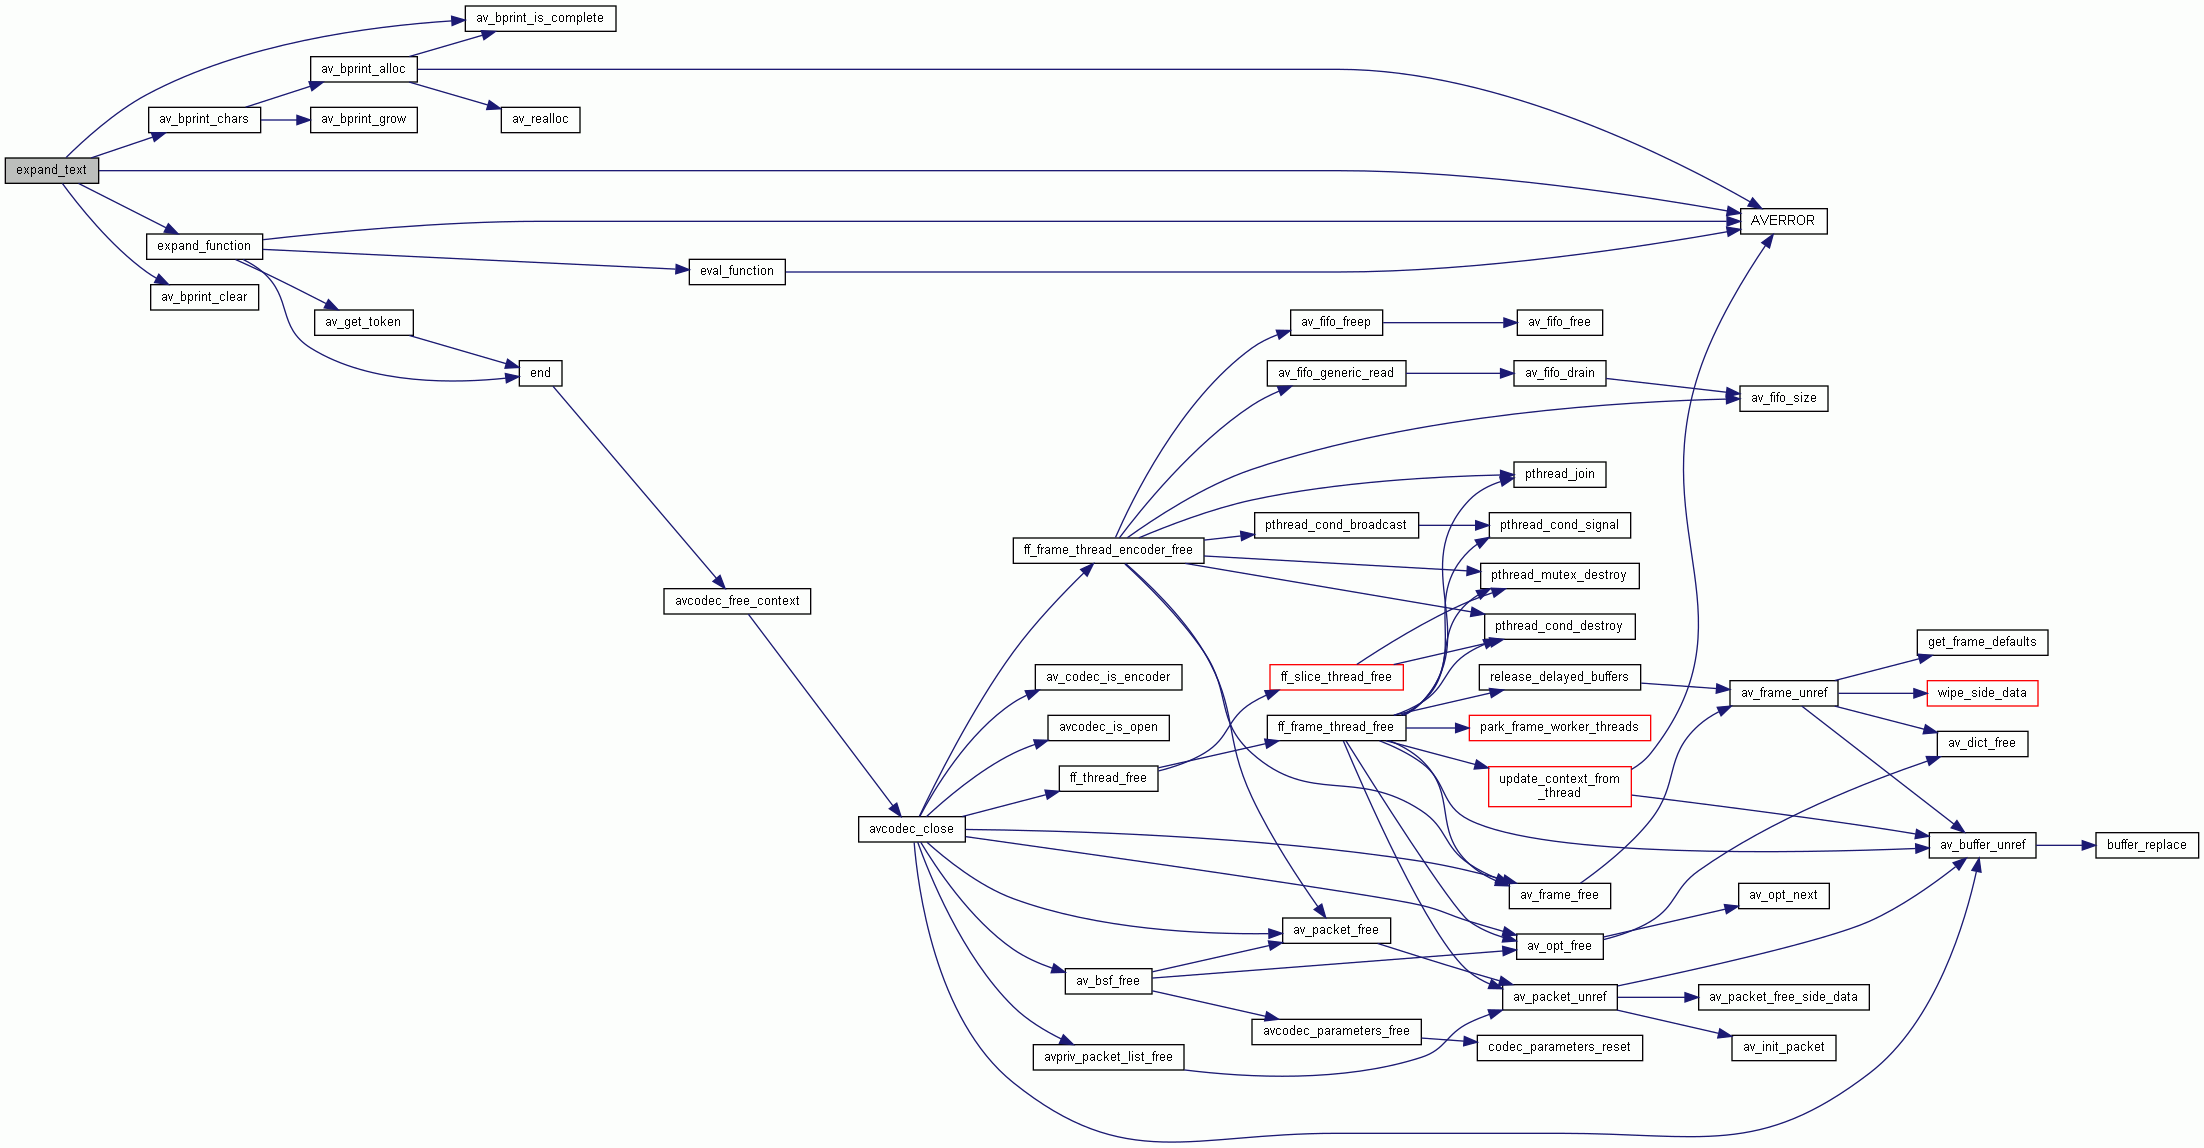 av_bprint_is_complete
av_bprint_alloc
av_bprint_chars
av_bprint_grow
av_realloc
expand_text
AVERROR
expand_function
eval_function
av_bprint_clear
av_get_token
av_fifo_freep
av_fifo_free
end
av_fifo_generic_read
av_fifo_drain
av_fifo_size
pthread_join
pthread_cond_broadcast
pthread_cond_signal
ff_frame_thread_encoder_free
pthread_mutex_destroy
avcodec_free_context
pthread_cond_destroy
get_frame_defaults
av_codec_is_encoder
ff_slice_thread_free
release_delayed_buffers
av_frame_unref
wipe_side_data
avcodec_is_open
ff_frame_thread_free
park_frame_worker_threads
av_dict_free
ff_thread_free
update_context_from
_thread
avcodec_close
av_buffer_unref
buffer_replace
av_frame_free
av_opt_next
av_packet_free
av_opt_free
av_bsf_free
av_packet_unref
av_packet_free_side_data
avcodec_parameters_free
codec_parameters_reset
av_init_packet
avpriv_packet_list_free